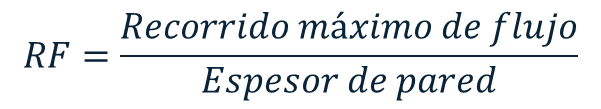 RF = Recorrido máximo de flujo
Espesor de pared